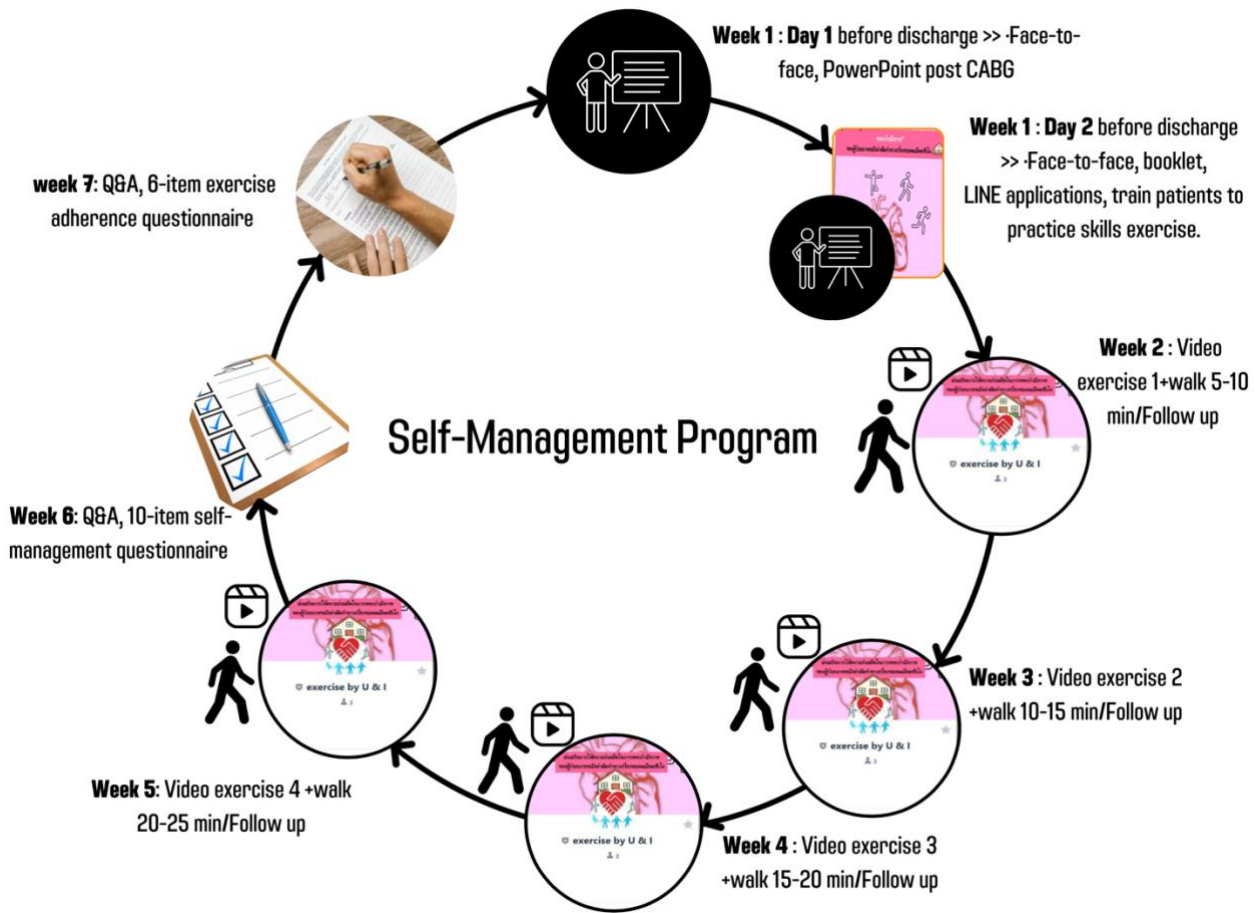 Week 1 : Day 1 before discharge >> ·Face-to-
face, PowerPoint post CABG
Week 1 : Day 2 before discharge
>> ·Face-to-face, booklet,
LINE applications, train patients to
practice skills exercise.
Week 2 : Video
exercise 1+walk 5-10
min/Follow up
exercise by U & I
3
Week 3 : Video exercise 2
+walk 10-15 min/Follow up
exercise by U & I
3
Week 4 : Video exercise 3
+walk 15-20 min/Follow up
exercise by U & I
3
Week 5: Video exercise 4 +walk
20-25 min/Follow up
exercise by U & I
3
Week 6: Q&A, 10-item self-
management questionnaire
week 7: Q&A, 6-item exercise
adherence questionnaire
Self-Management Program